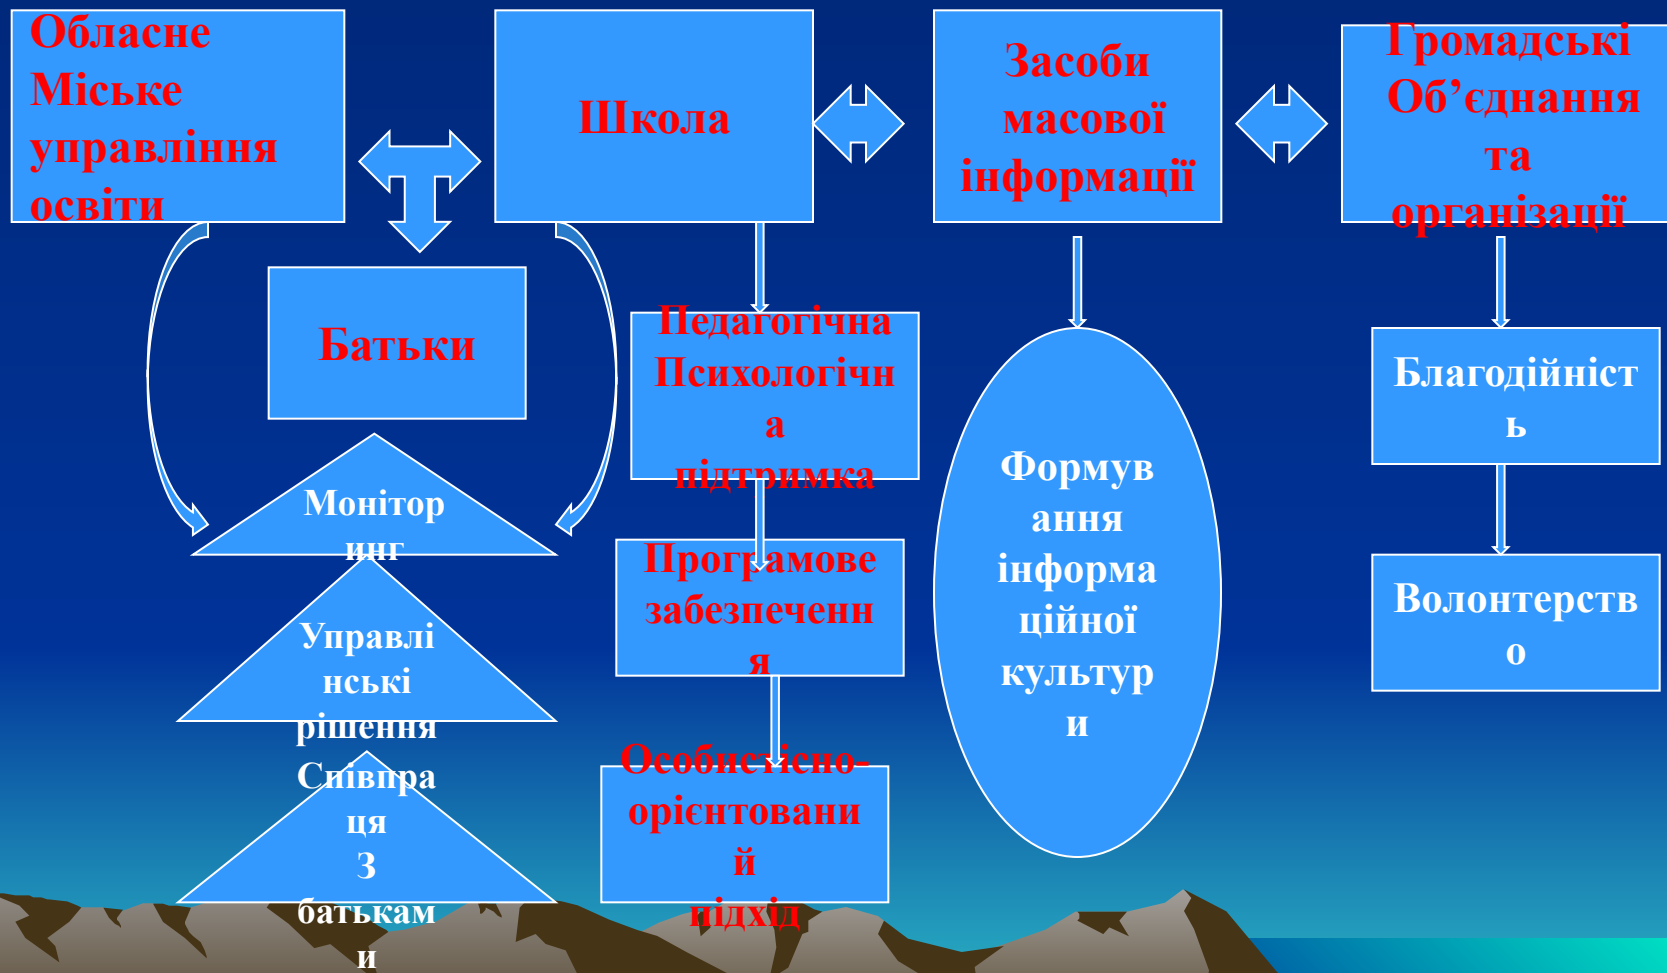 Обласне
Міське
управління
освіти
Школа
Засоби
масової
інформації
Громадські
Об’єднання
та
організації
Батьки
Педагогічна
Психологічн
а
підтримка
Благодійніст
ь
Монітор
инг
Формув
ання
інформа
ційної
культур
и
Програмове
забезпеченн
я
Волонтерств
о
Управлі
нські
рішення
Співпра
ця
З
батькам
и
Особистісно-
орієнтовани
й
підхід